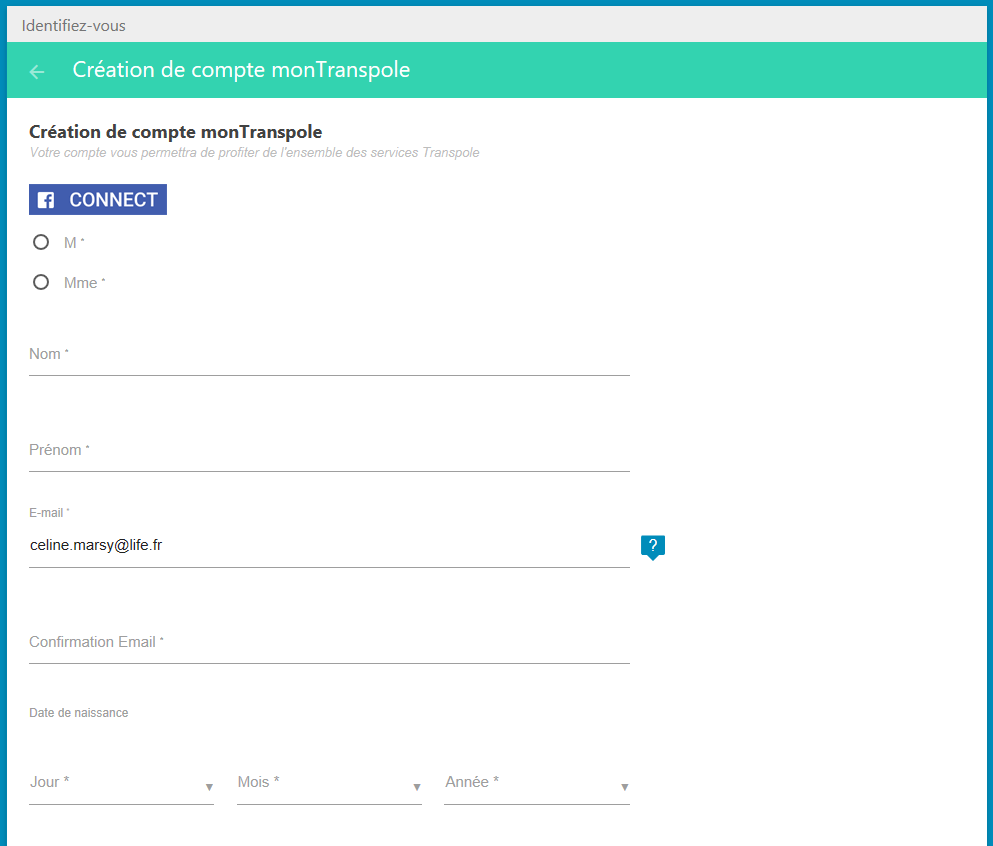 Identifiez-vous
Création de compte monTranspole
Création de compte monTranspole
Votre compte vous permettra de profiter de l'ensemble des services Transpole
CONNECT
M *
Mme *
Nom *
Prénom *
E-mail *
celine.marsy@life.fr
?
Confirmation Email *
Date de naissance
Jour * Mois * Année *